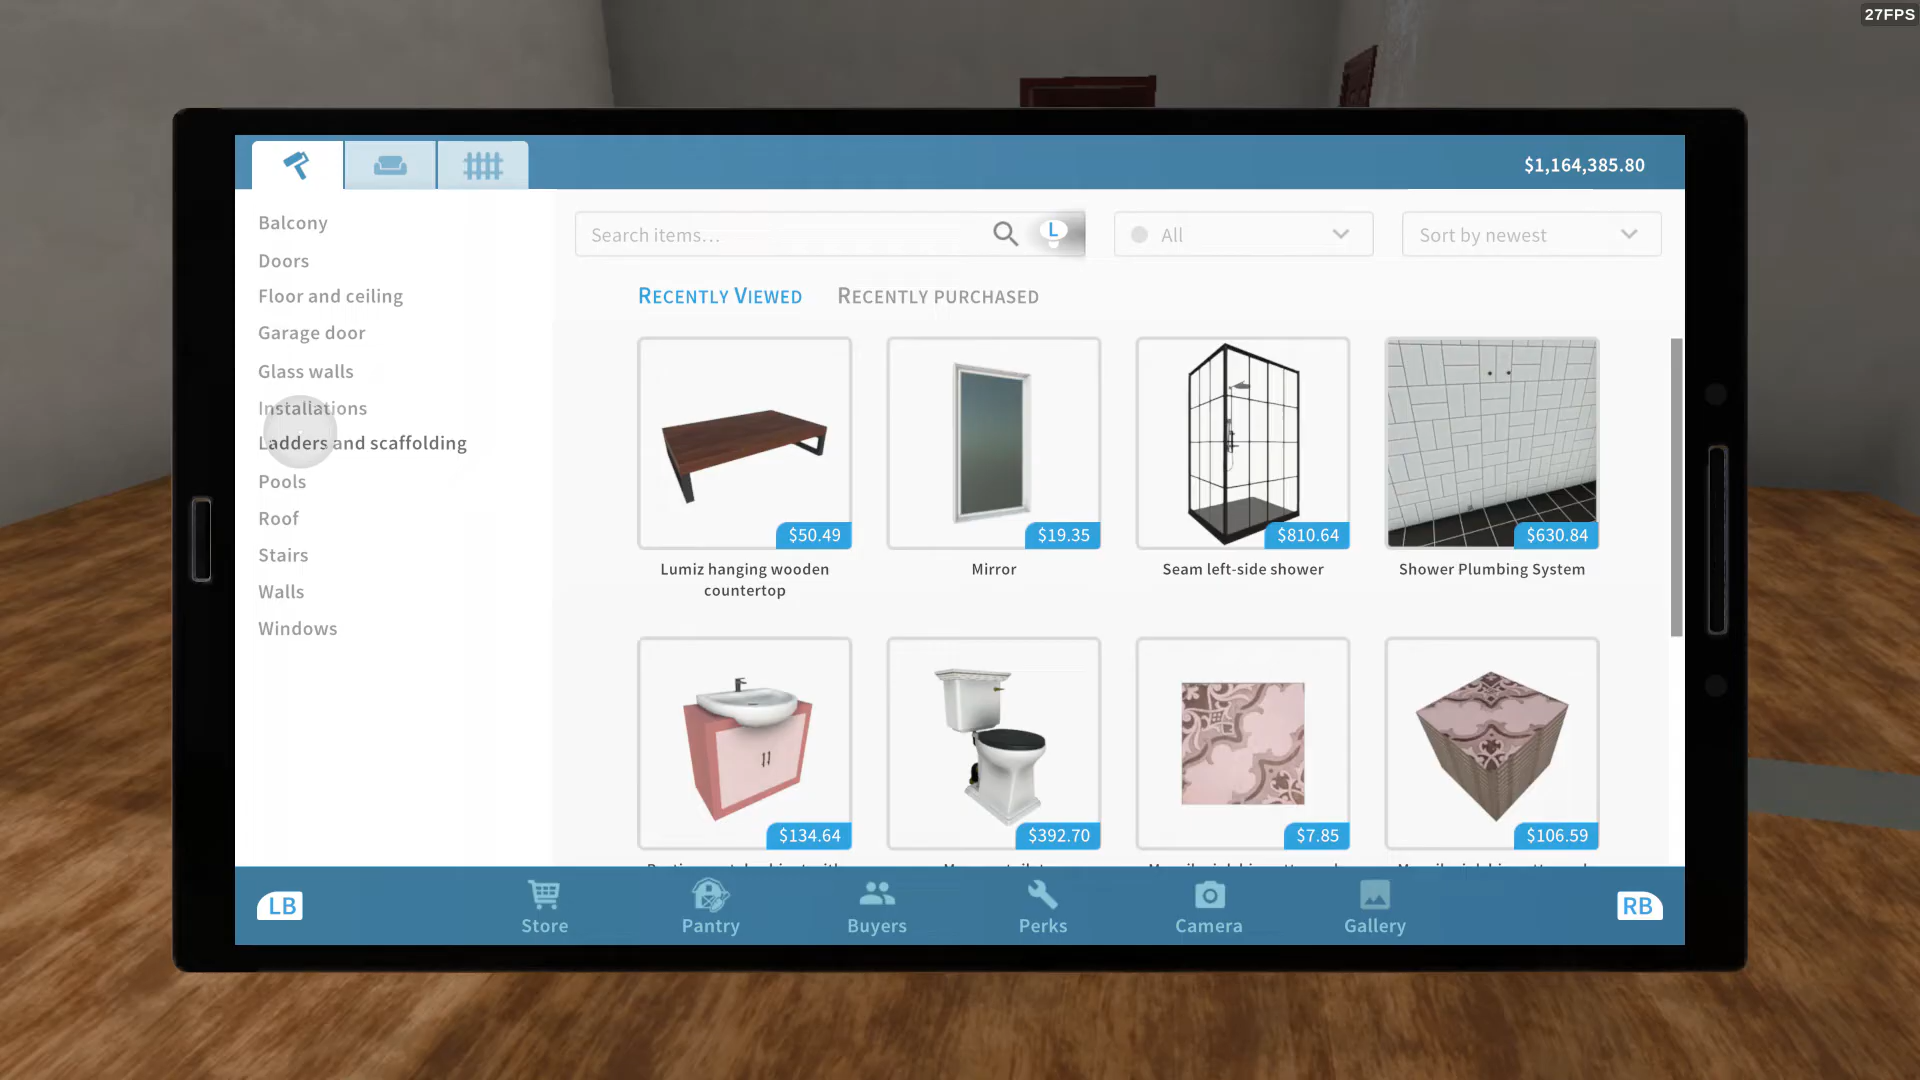 27FPS
$1,164,385.80
Balcony
Doors
Floor and ceiling
Garage door
Glass walls
Installations
Ladders and scaffolding
Pools
Roof
Stairs
Walls
Windows
Search items...
L
All
Sort by newest
RECENTLY VIEWED
RECENTLY PURCHASED
$50.49
$19.35
$810.64
$630.84
Lumiz hanging wooden
countertop
Mirror
Seam left-side shower
Shower Plumbing System
$134.64
$392.70
$7.85
$106.59
LB
Store
Pantry
Buyers
Perks
Camera
Gallery
RB